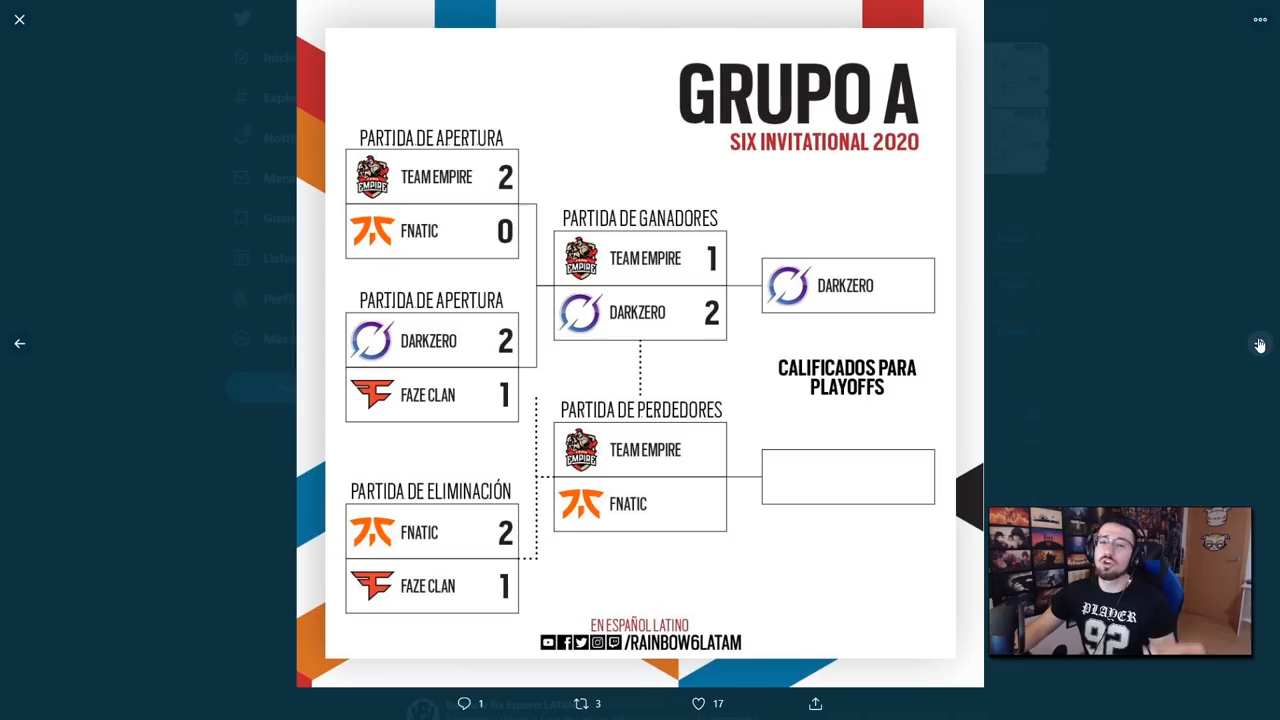 GRUPO A
SIX INVITATIONAL 2020
PARTIDA DE APERTURA
TEAM EMPIRE 2
FNATIC 0
PARTIDA DE APERTURA
DARKZERO 2
FAZE CLAN 1
PARTIDA DE ELIMINACIÓN
FNATIC 2
FAZE CLAN 1
PARTIDA DE GANADORES
TEAM EMPIRE 1
DARKZERO 2
PARTIDA DE PERDEDORES
TEAM EMPIRE
FNATIC
DARKZERO
CALIFICADOS PARA
PLAYOFFS
EN ESPAÑOL LATINO
/RAINBOW6LATAM
PLAYER
92
1
3
17